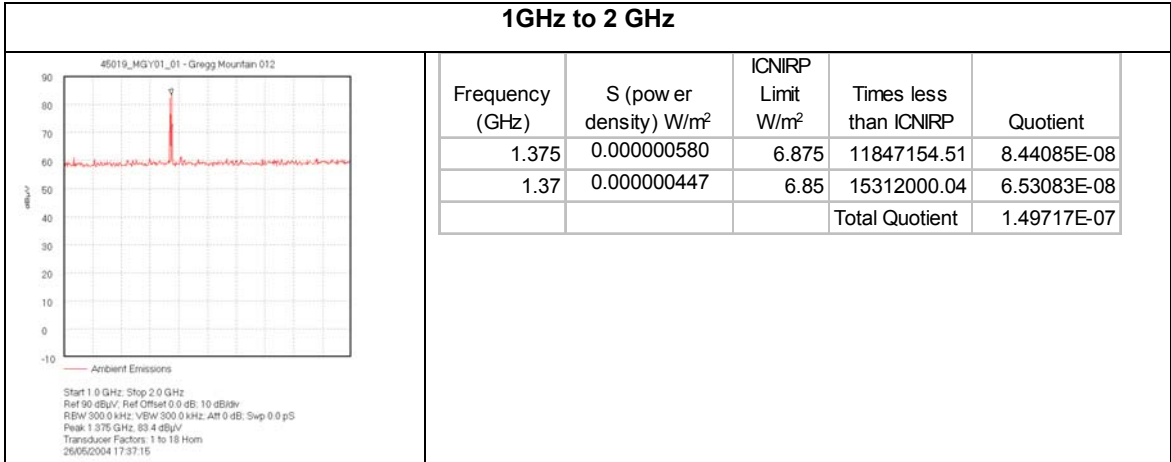 1GHz to 2 GHz
45019_MGY01_01 - Gregg Mountain 012
90
80
70
60
50
40
30
20
10
0
-10
dBµV
Ambient Emissions
Start 1.0 GHz; Stop 2.0 GHz
Ref 90 dBµV; Ref Offset 0.0 dB; 10 dB/div
RBW 300.0 kHz; VBW 300.0 kHz; Att 0 dB; Swp 0.0 pS
Peak 1.375 GHz, 83.4 dBµV
Transducer Factors: 1 to 18 Horn
26/05/2004 17:37:15
Frequency (GHz) S (pow er density) W/m² ICNIRP Limit W/m² Times less than ICNIRP Quotient
1.375 0.000000580 6.875 11847154.51 8.44085E-08
1.37 0.000000447 6.85 15312000.04 6.53083E-08
Total Quotient 1.49717E-07